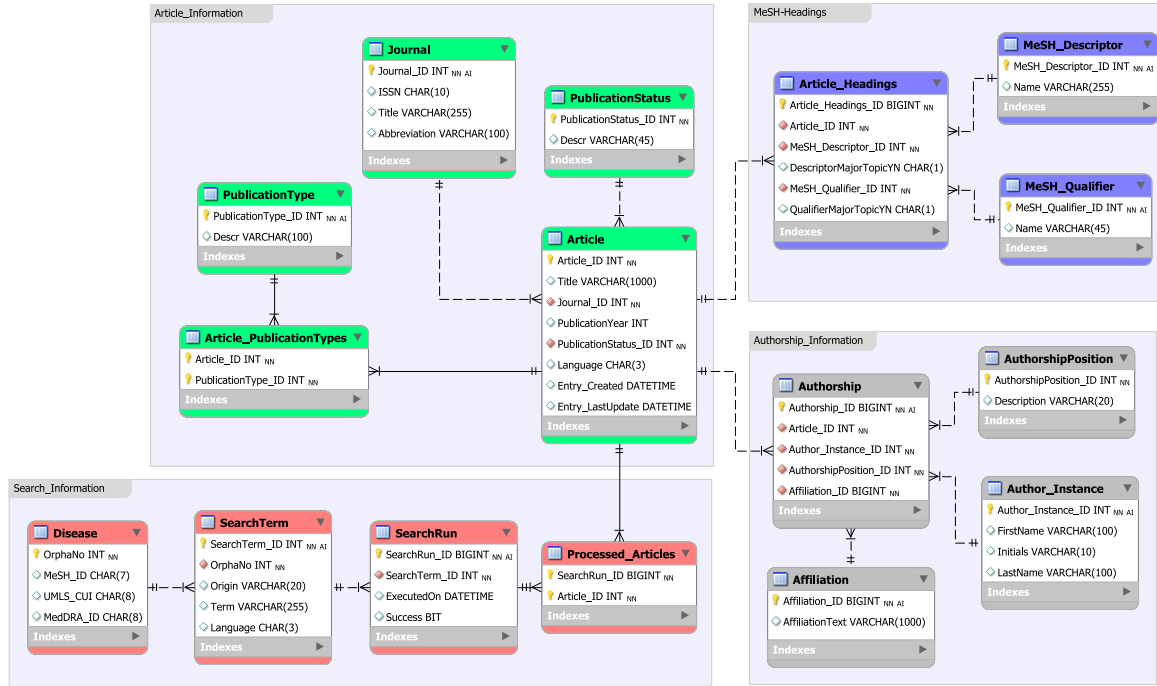 Article_Information
Journal
Journal_ID INT NN AI
ISSN CHAR(10)
Title VARCHAR(255)
Abbreviation VARCHAR(100)
Indexes
PublicationStatus
PublicationStatus_ID INT NN
Descr VARCHAR(45)
Indexes
PublicationType
PublicationType_ID INT NN AI
Descr VARCHAR(100)
Indexes
Article
Article_ID INT NN
Title VARCHAR(1000)
Journal_ID INT NN
PublicationYear INT
PublicationStatus_ID INT NN
Language CHAR(3)
Entry_Created DATETIME
Entry_LastUpdate DATETIME
Indexes
Article_PublicationTypes
Article_ID INT NN
PublicationType_ID INT NN
Indexes
MeSH-Headings
Article_Headings
Article_Headings_ID BIGINT NN
Article_ID INT NN
MeSH_Descriptor_ID INT NN
DescriptorMajorTopicYN CHAR(1)
MeSH_Qualifier_ID INT NN
QualifierMajorTopicYN CHAR(1)
Indexes
MeSH_Descriptor
MeSH_Descriptor_ID INT NN AI
Name VARCHAR(255)
Indexes
MeSH_Qualifier
MeSH_Qualifier_ID INT NN AI
Name VARCHAR(45)
Indexes
Authorship_Information
Authorship
Authorship_ID BIGINT NN AI
Article_ID INT NN
Author_Instance_ID INT NN
AuthorshipPosition_ID INT NN
Affiliation_ID BIGINT NN
Indexes
AuthorshipPosition
AuthorshipPosition_ID INT NN
Description VARCHAR(20)
Indexes
Author_Instance
Author_Instance_ID INT NN AI
FirstName VARCHAR(100)
Initials VARCHAR(10)
LastName VARCHAR(100)
Indexes
Affiliation
Affiliation_ID BIGINT NN AI
AffiliationText VARCHAR(1000)
Indexes
Search_Information
Disease
OrphaNo INT NN
MeSH_ID CHAR(7)
UMLS_CUI CHAR(8)
MedDRA_ID CHAR(8)
Indexes
SearchTerm
SearchTerm_ID INT NN AI
OrphaNo INT NN
Origin VARCHAR(20)
Term VARCHAR(255)
Language CHAR(3)
Indexes
SearchRun
SearchRun_ID BIGINT NN AI
SearchTerm_ID INT NN
ExecutedOn DATETIME
Success BIT
Indexes
Processed_Articles
SearchRun_ID BIGINT NN
Article_ID INT NN
Indexes